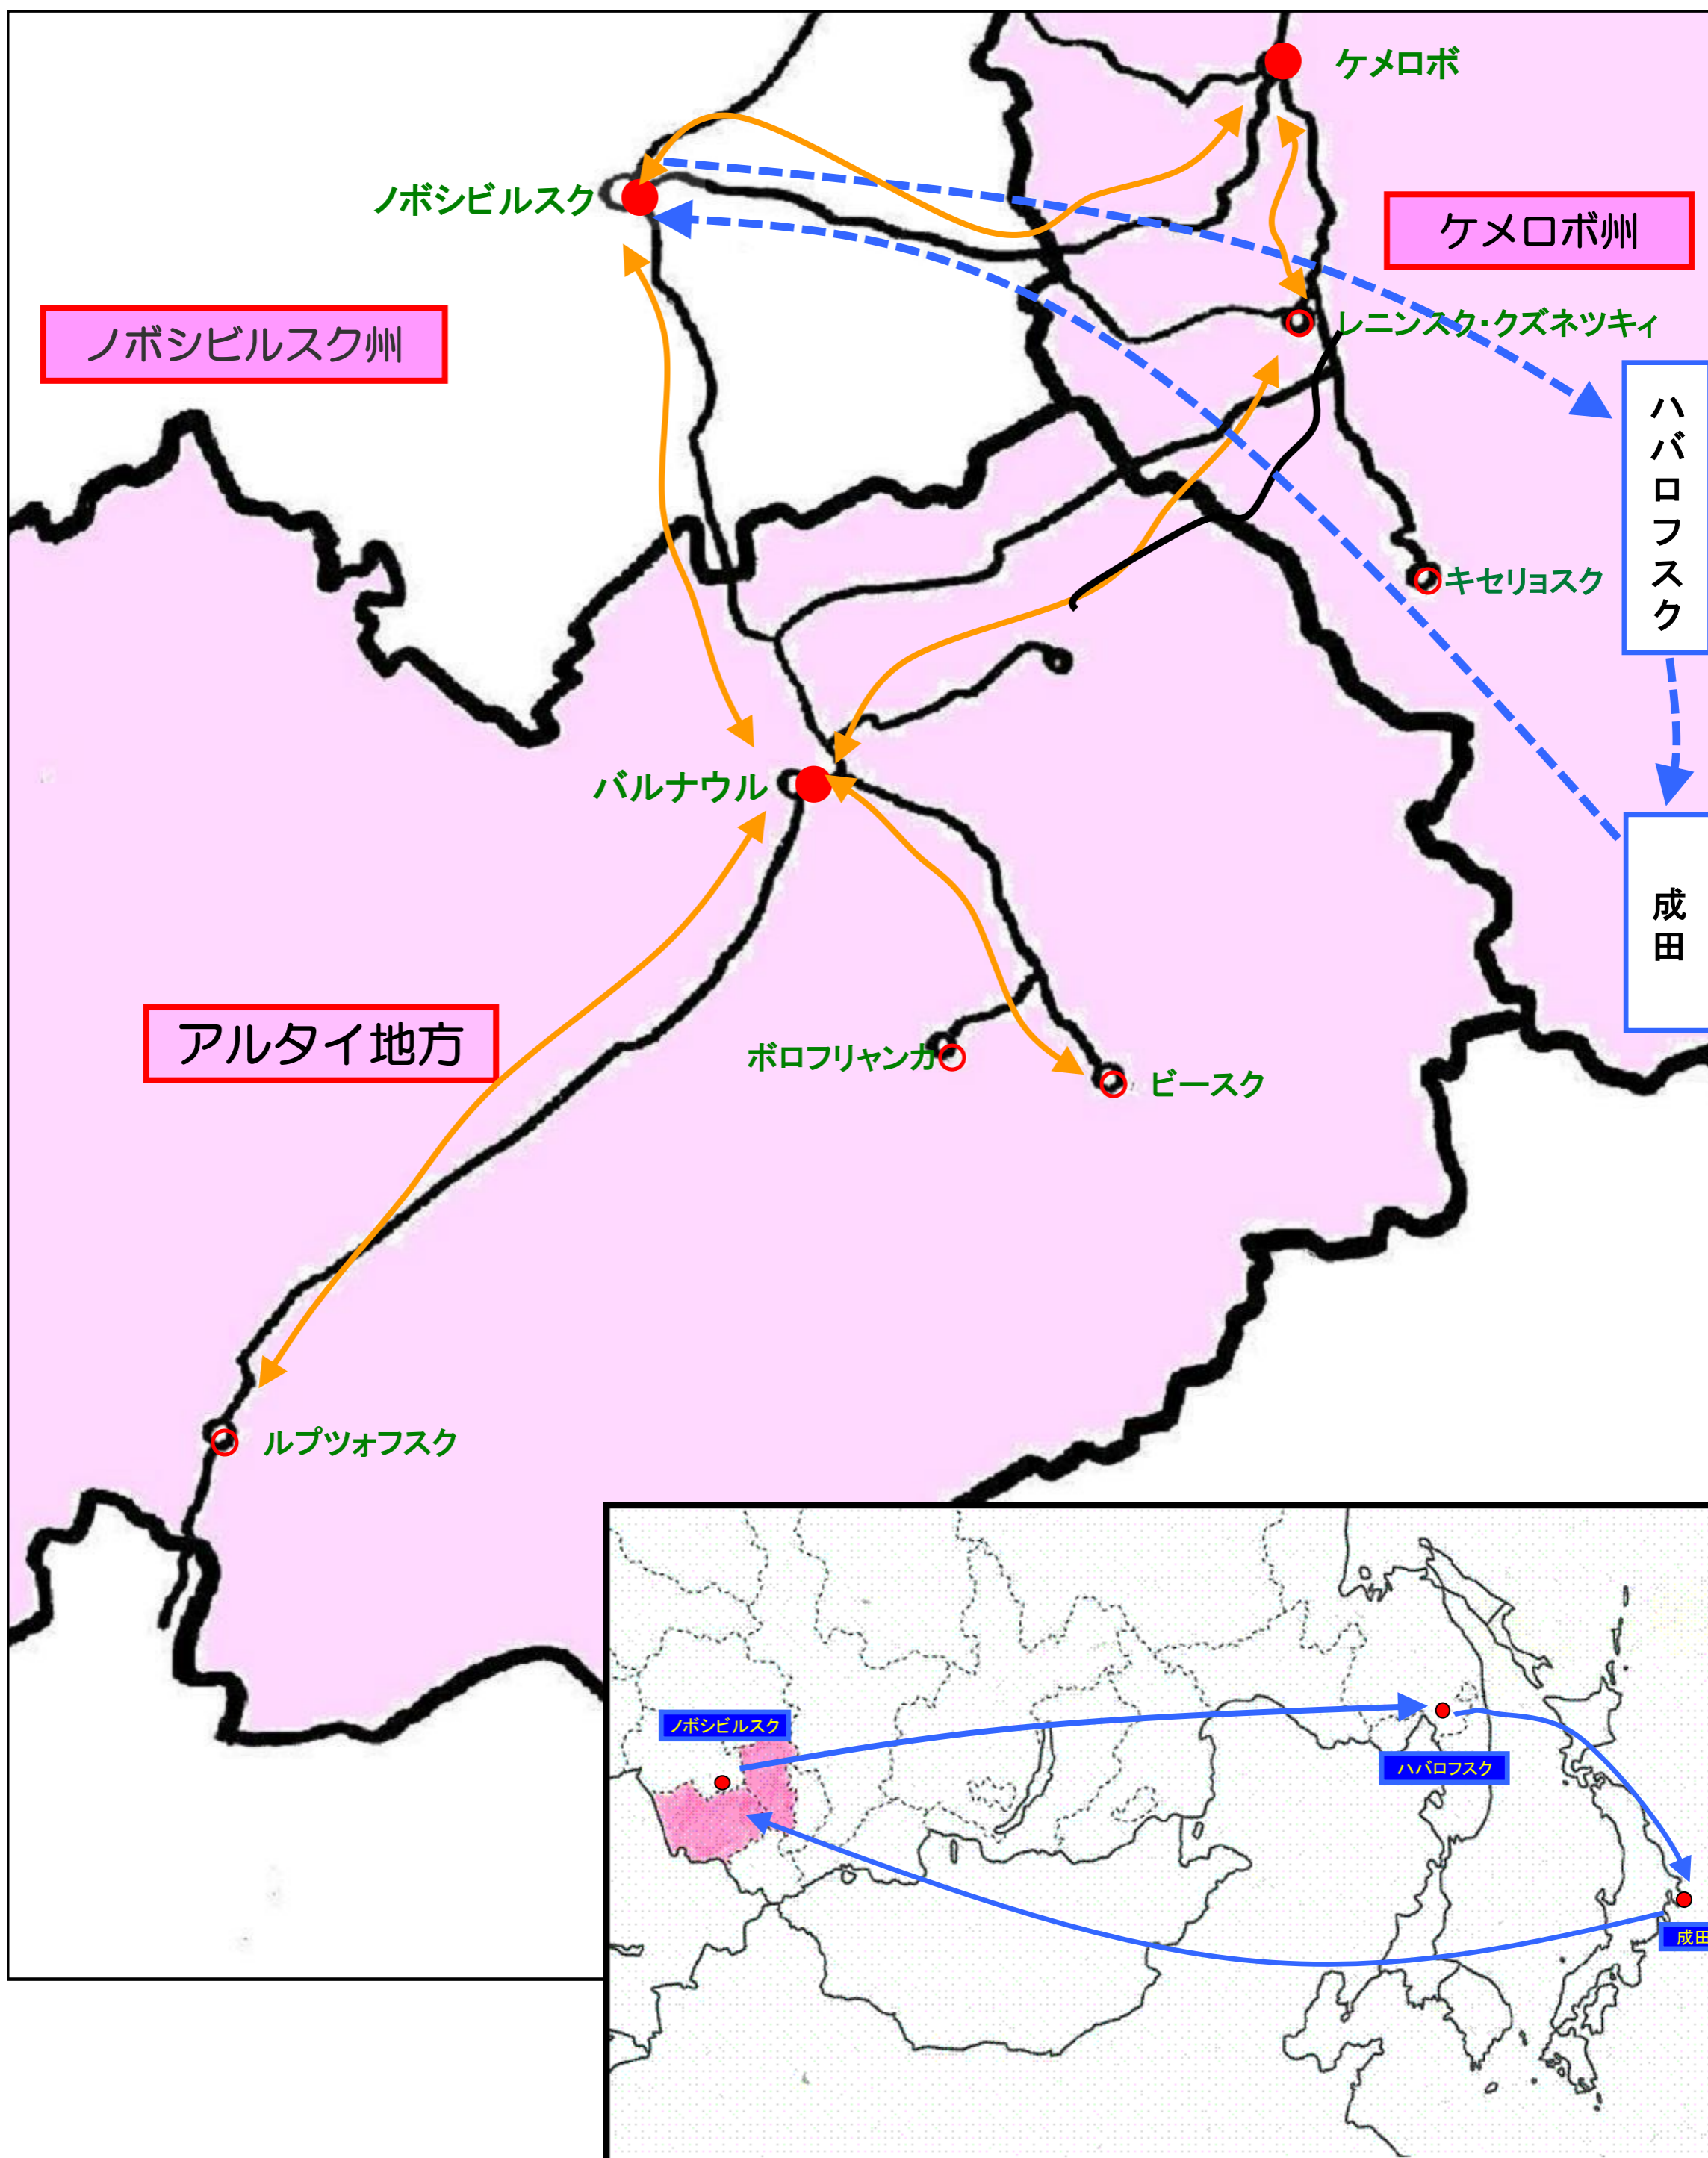 ケメロボ
ノボシビルスク
ケメロボ州
レニンスク・クズネツキィ
ノボシビルスク州
ハバロフスク
キセリョスク
バルナウル
成田
アルタイ地方
ボロフリャンカ
ビースク
ルプツォフスク
ノボシビルスク
ハバロフスク
成田